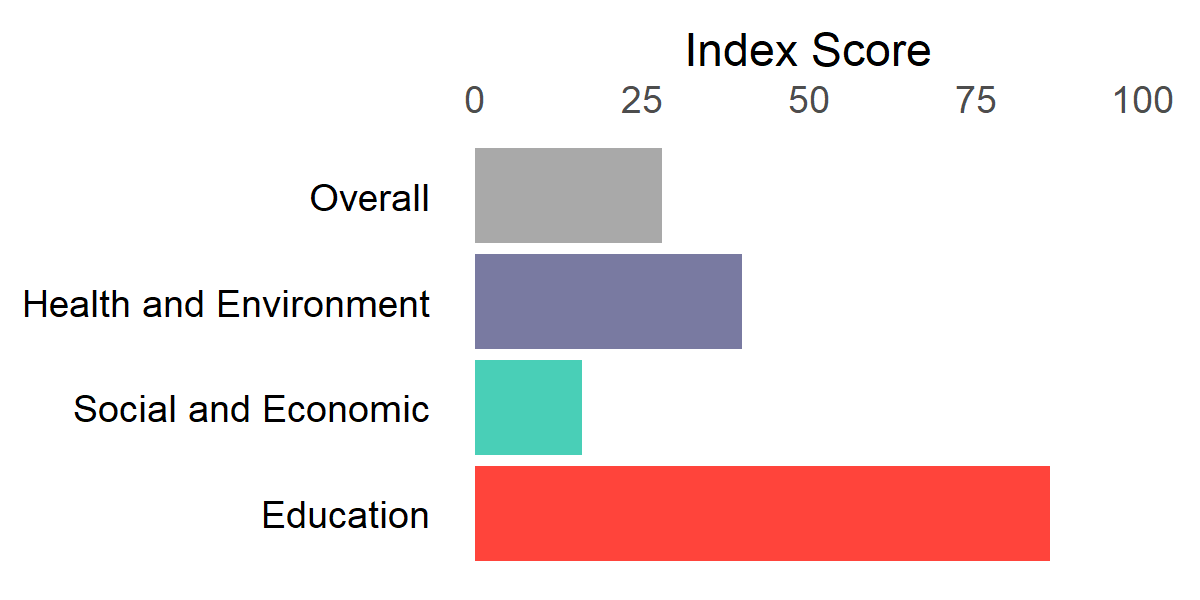 Index Score
0 25 50 75 100
Overall
Health and Environment
Social and Economic
Education